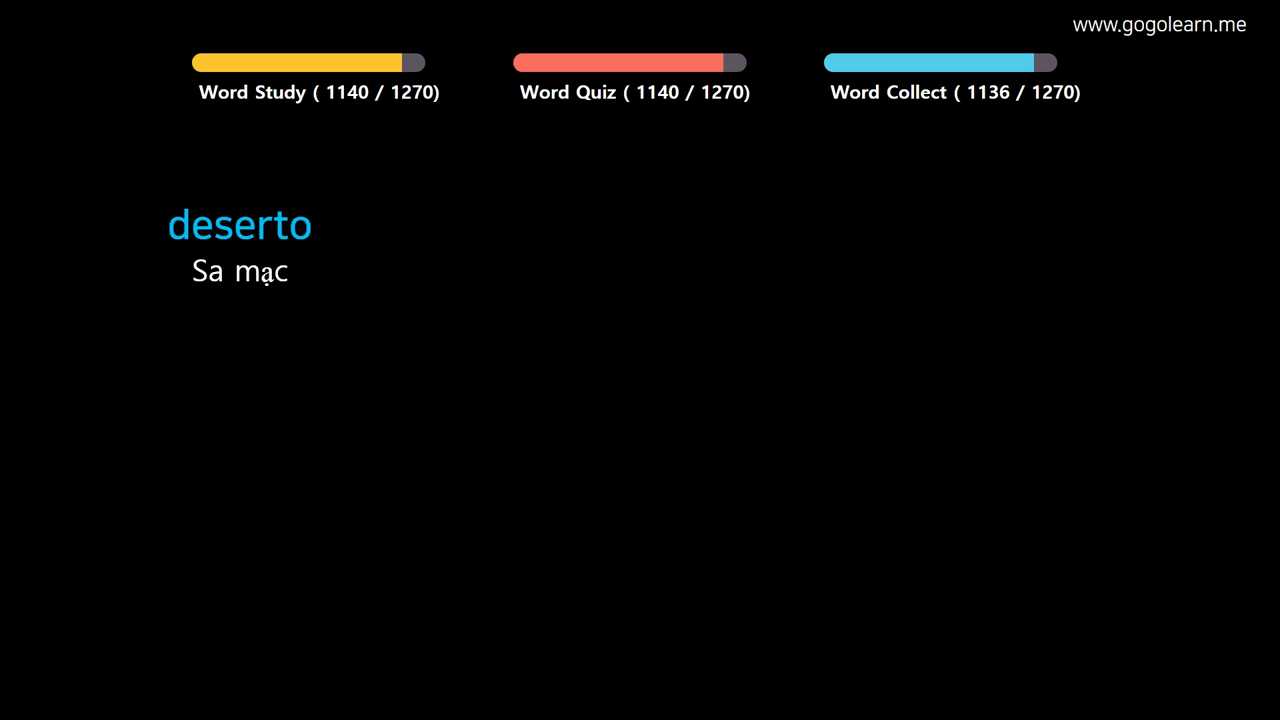 www.gogolearn.me
Word Study ( 1140 / 1270)
Word Quiz ( 1140 / 1270)
Word Collect ( 1136 / 1270)
deserto
Sa mạc